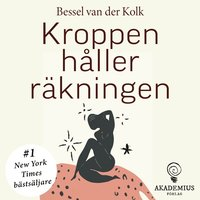 Bessel van der Kolk
Kroppen
håller
räkningen
#1
New York
Times
bästsäljare
AKADEMIUS
FÖRLAG